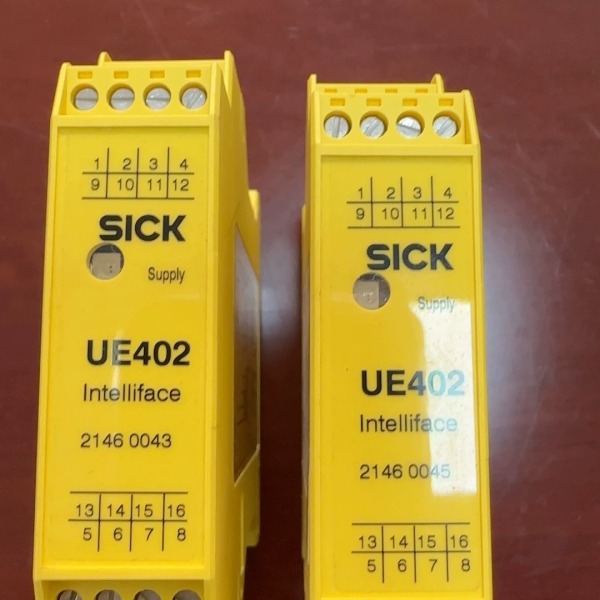 1 2 3 4
9 10 11 12
SICK
Supply
UE402
Intelliface
2146 0043
13 14 15 16
5 6 7 8
1 2 3 4
9 10 11 12
SICK
Supply
UE402
Intelliface
2146 0045
13 14 15 16
5 6 7 8